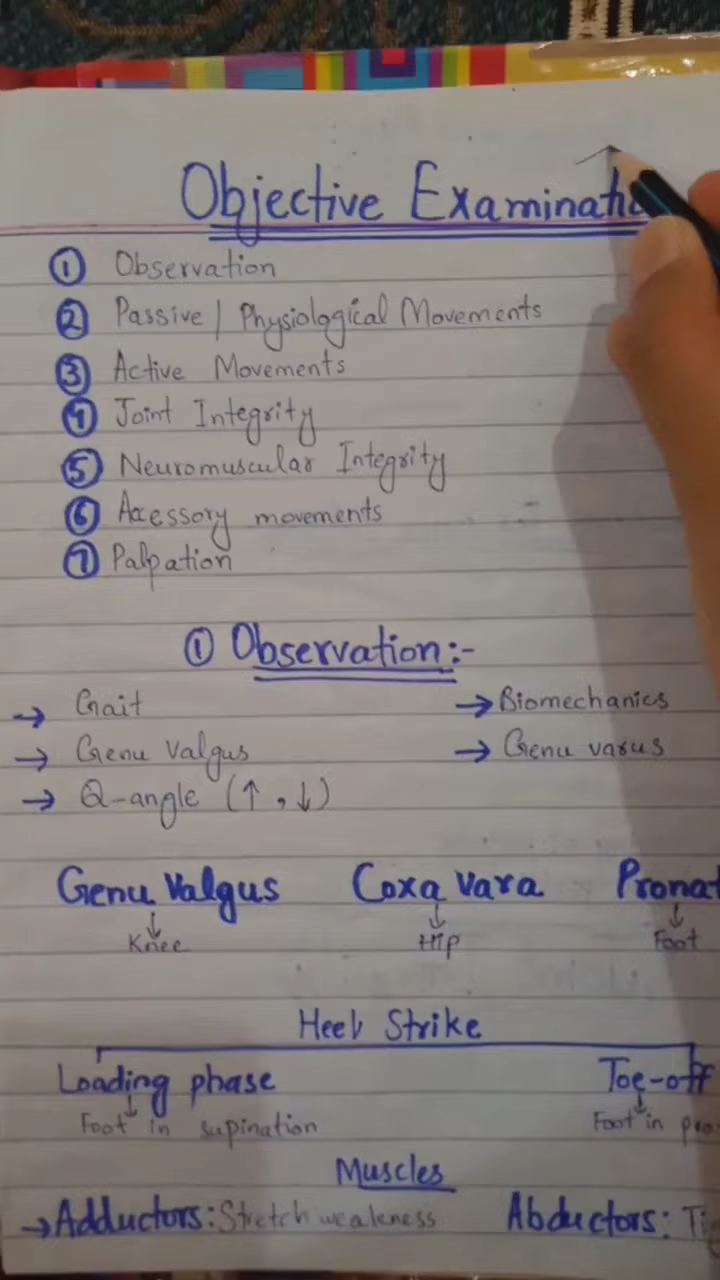 Objective Examinati
① Observation
② Passive / Physiological Movements
③ Active Movements
④ Joint Integrity
⑤ Neuromuscular Integrity
⑥ Accessory movements
⑦ Palpation
① Observation:-
→ Gait → Biomechanics
→ Genu Valgus → Genu varus
→ Q-angle (↑, ↓)
Genu Valgus Coxa Vara Pronat
↓ ↓ ↓
Knee Hip Foot
Heel Strike
Loading phase Toe-off
↓ ↓
Foot in supination Foot in pro
Muscles
→ Adductors: Stretch weakness Abductors: Ti